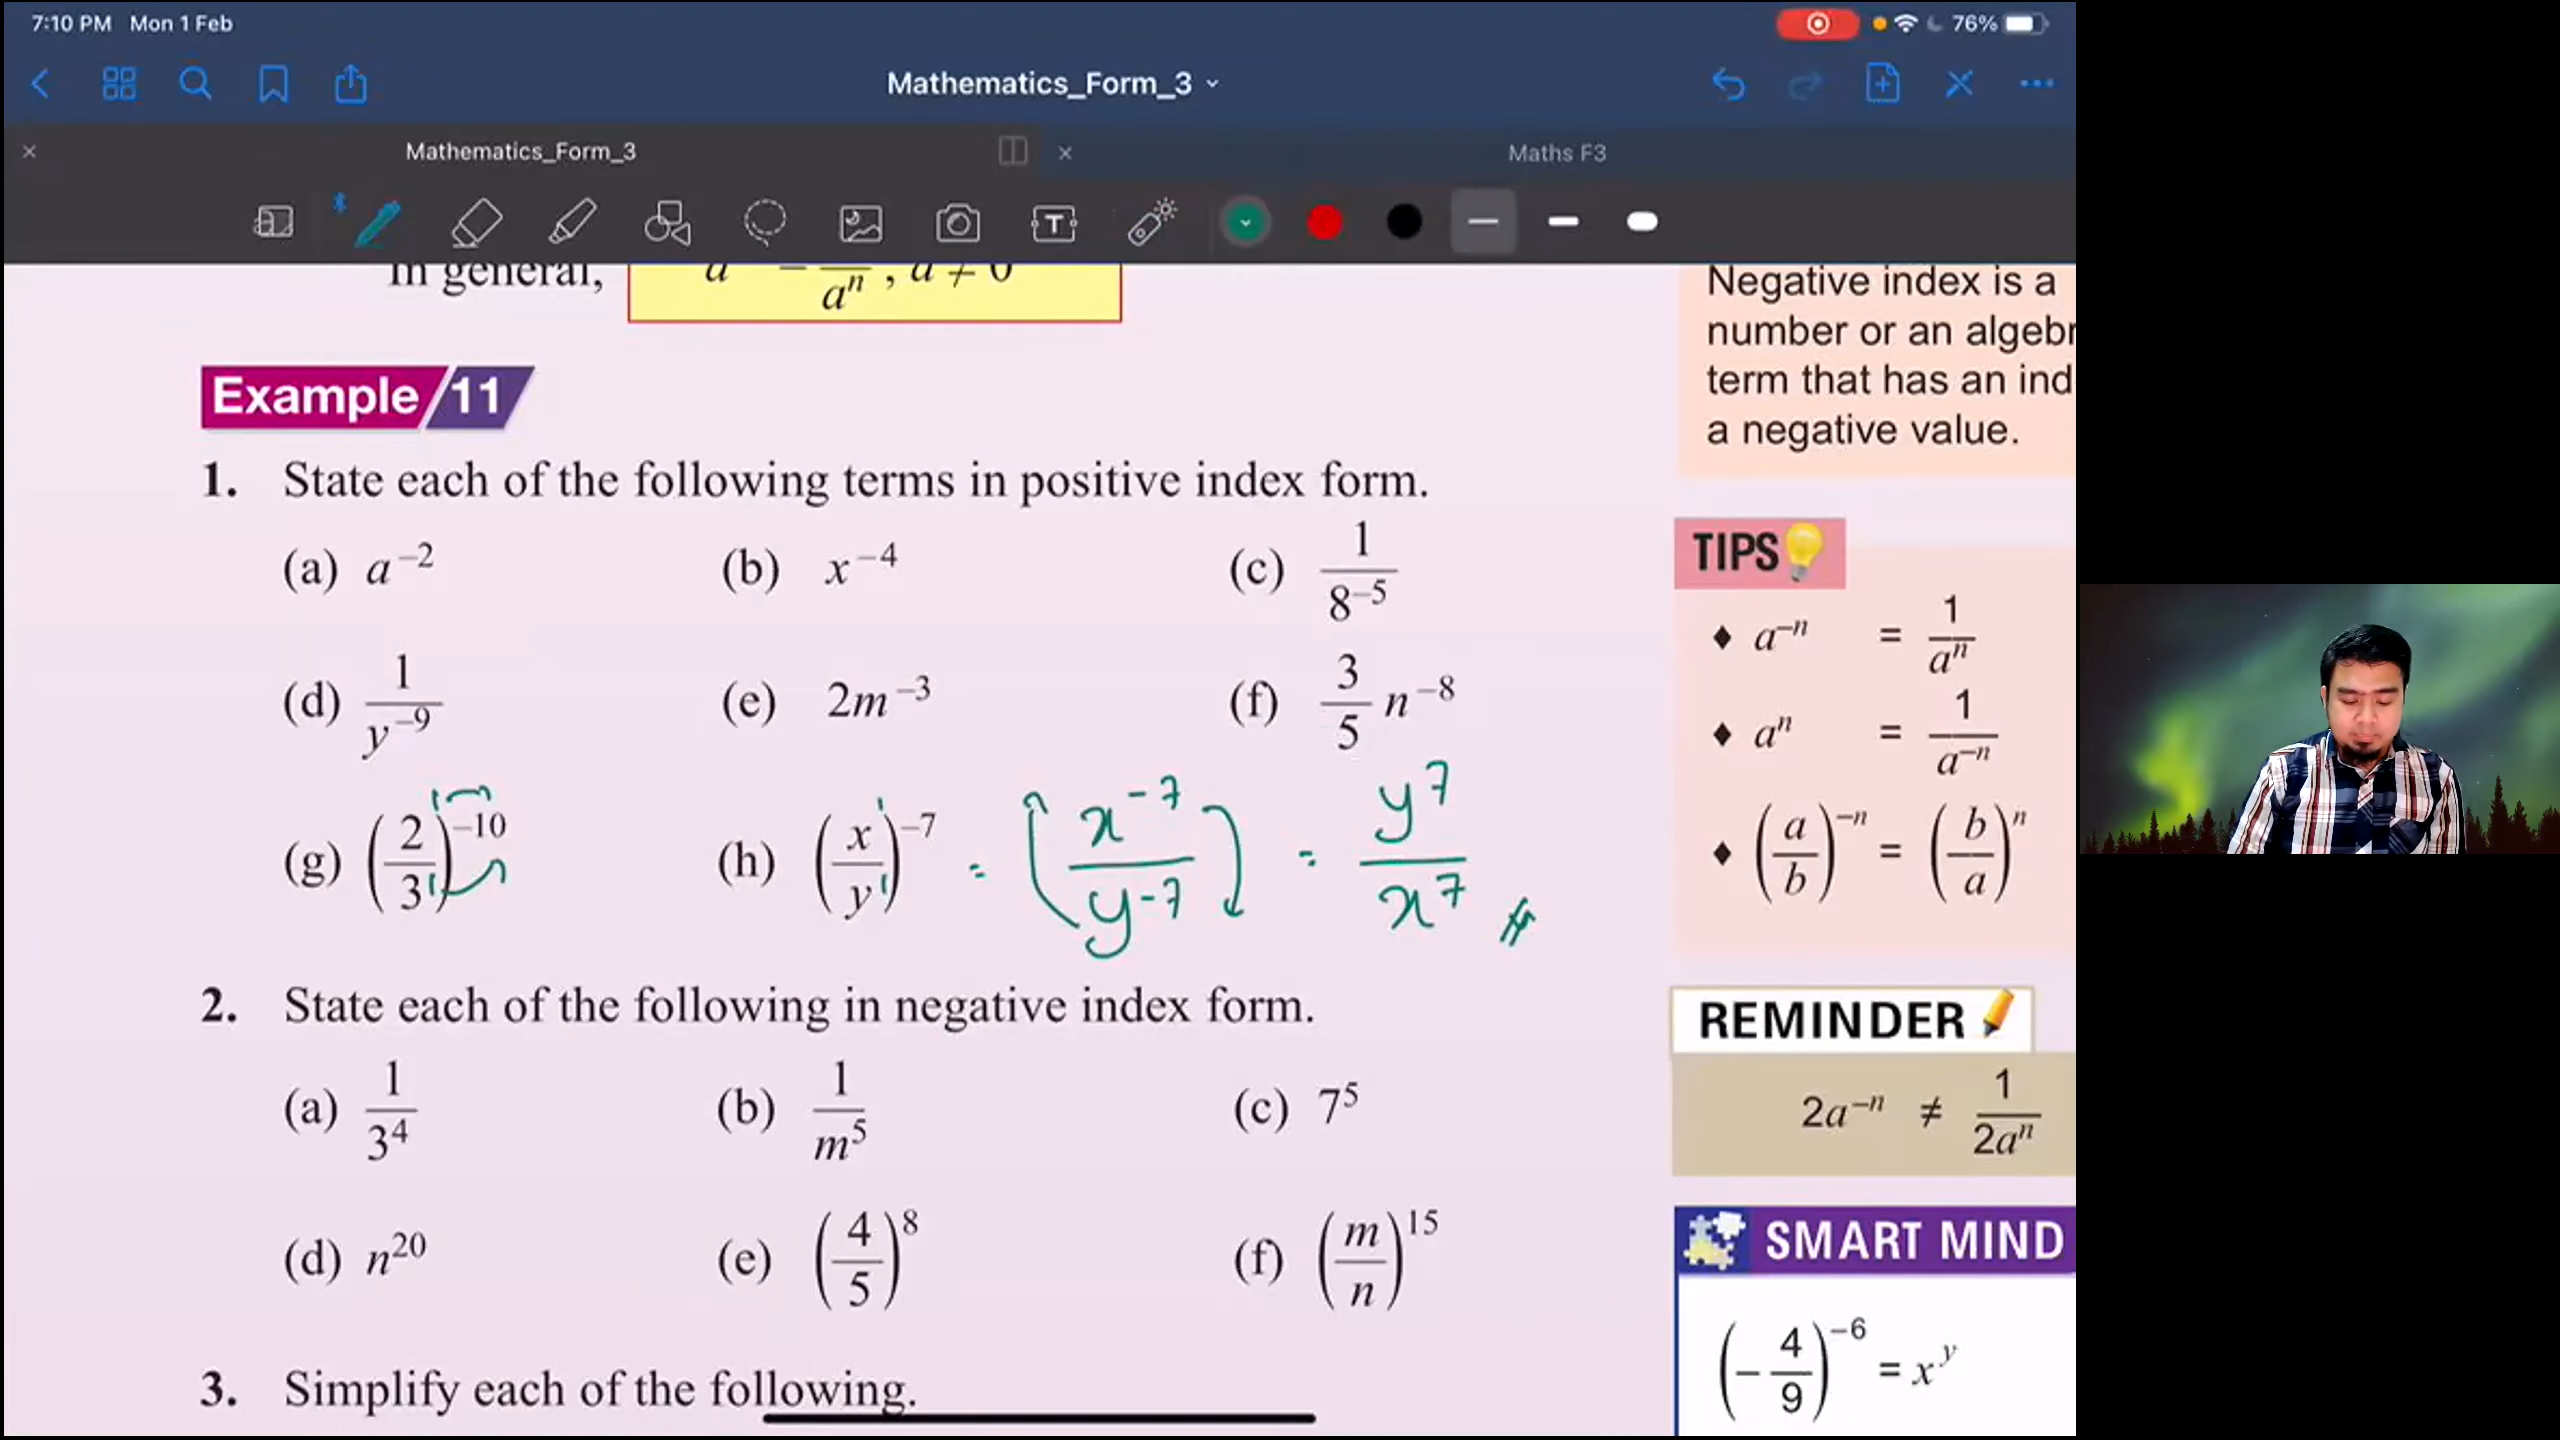 7:10 PM Mon 1 Feb
76%
Mathematics_Form_3
Mathematics_Form_3
Maths F3
T
In general, a⁻ⁿ = 1/aⁿ, a ≠ 0
Example 11
1. State each of the following terms in positive index form.
(a) a⁻² (b) x⁻⁴ (c) 1/8⁻⁵
(d) 1/y⁻⁹ (e) 2m⁻³ (f) 3/5 n⁻⁸
(g) (2/3)⁻¹⁰ (h) (x/y)⁻⁷ = (x⁻⁷/y⁻⁷) = y⁷/x⁷
2. State each of the following in negative index form.
(a) 1/3⁴ (b) 1/m⁵ (c) 7⁵
(d) n²⁰ (e) (4/5)⁸ (f) (m/n)¹⁵
3. Simplify each of the following.
Negative index is a
number or an algebr
term that has an ind
a negative value.
TIPS
♦ a⁻ⁿ = 1/aⁿ
♦ aⁿ = 1/a⁻ⁿ
♦ (a/b)⁻ⁿ = (b/a)ⁿ
REMINDER
2a⁻ⁿ ≠ 1/2aⁿ
SMART MIND
(−4/9)⁻⁶ = xʸ